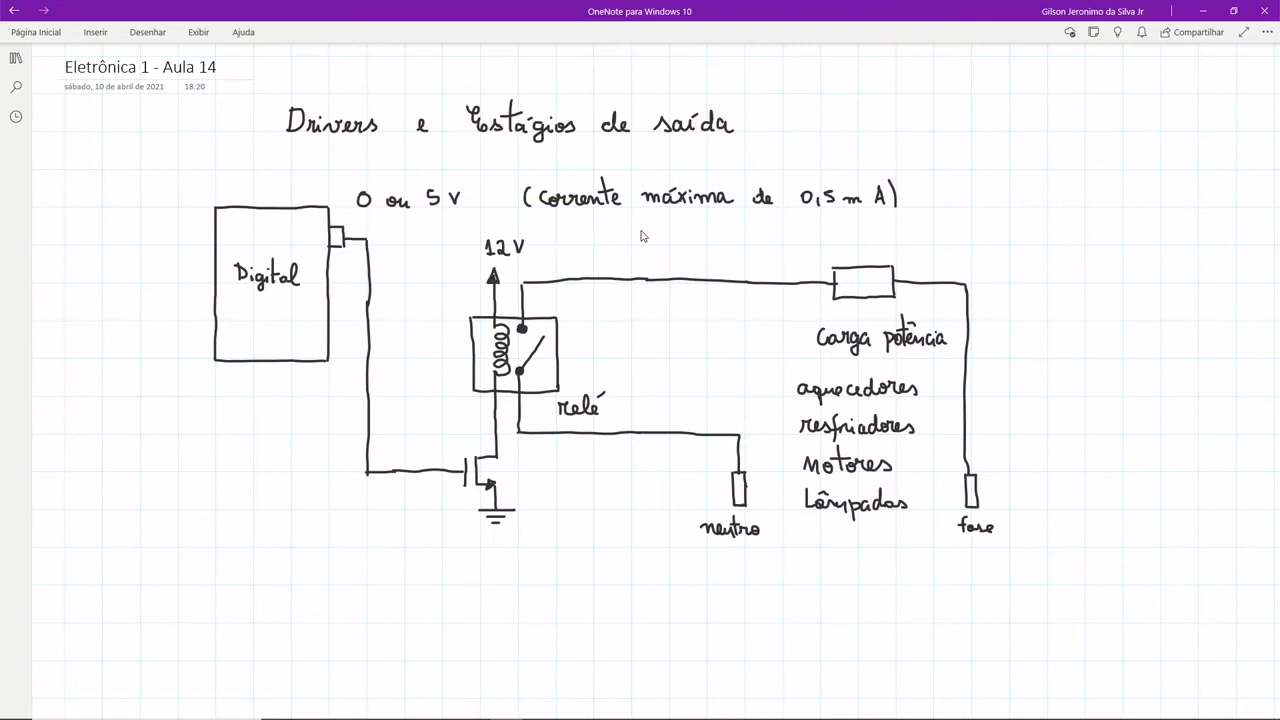 OneNote para Windows 10
Gilson Jeronimo da Silva Jr
Página Inicial Inserir Desenhar Exibir Ajuda
Compartilhar
Eletrônica 1 - Aula 14
sábado, 10 de abril de 2021 18:20
Drivers e Estágios de saída
0 ou 5 V (corrente máxima de 0,5 m A)
12 V
Digital
carga potência
aquecedores
relé
resfriadores
Motores
Lâmpadas
neutro
fase